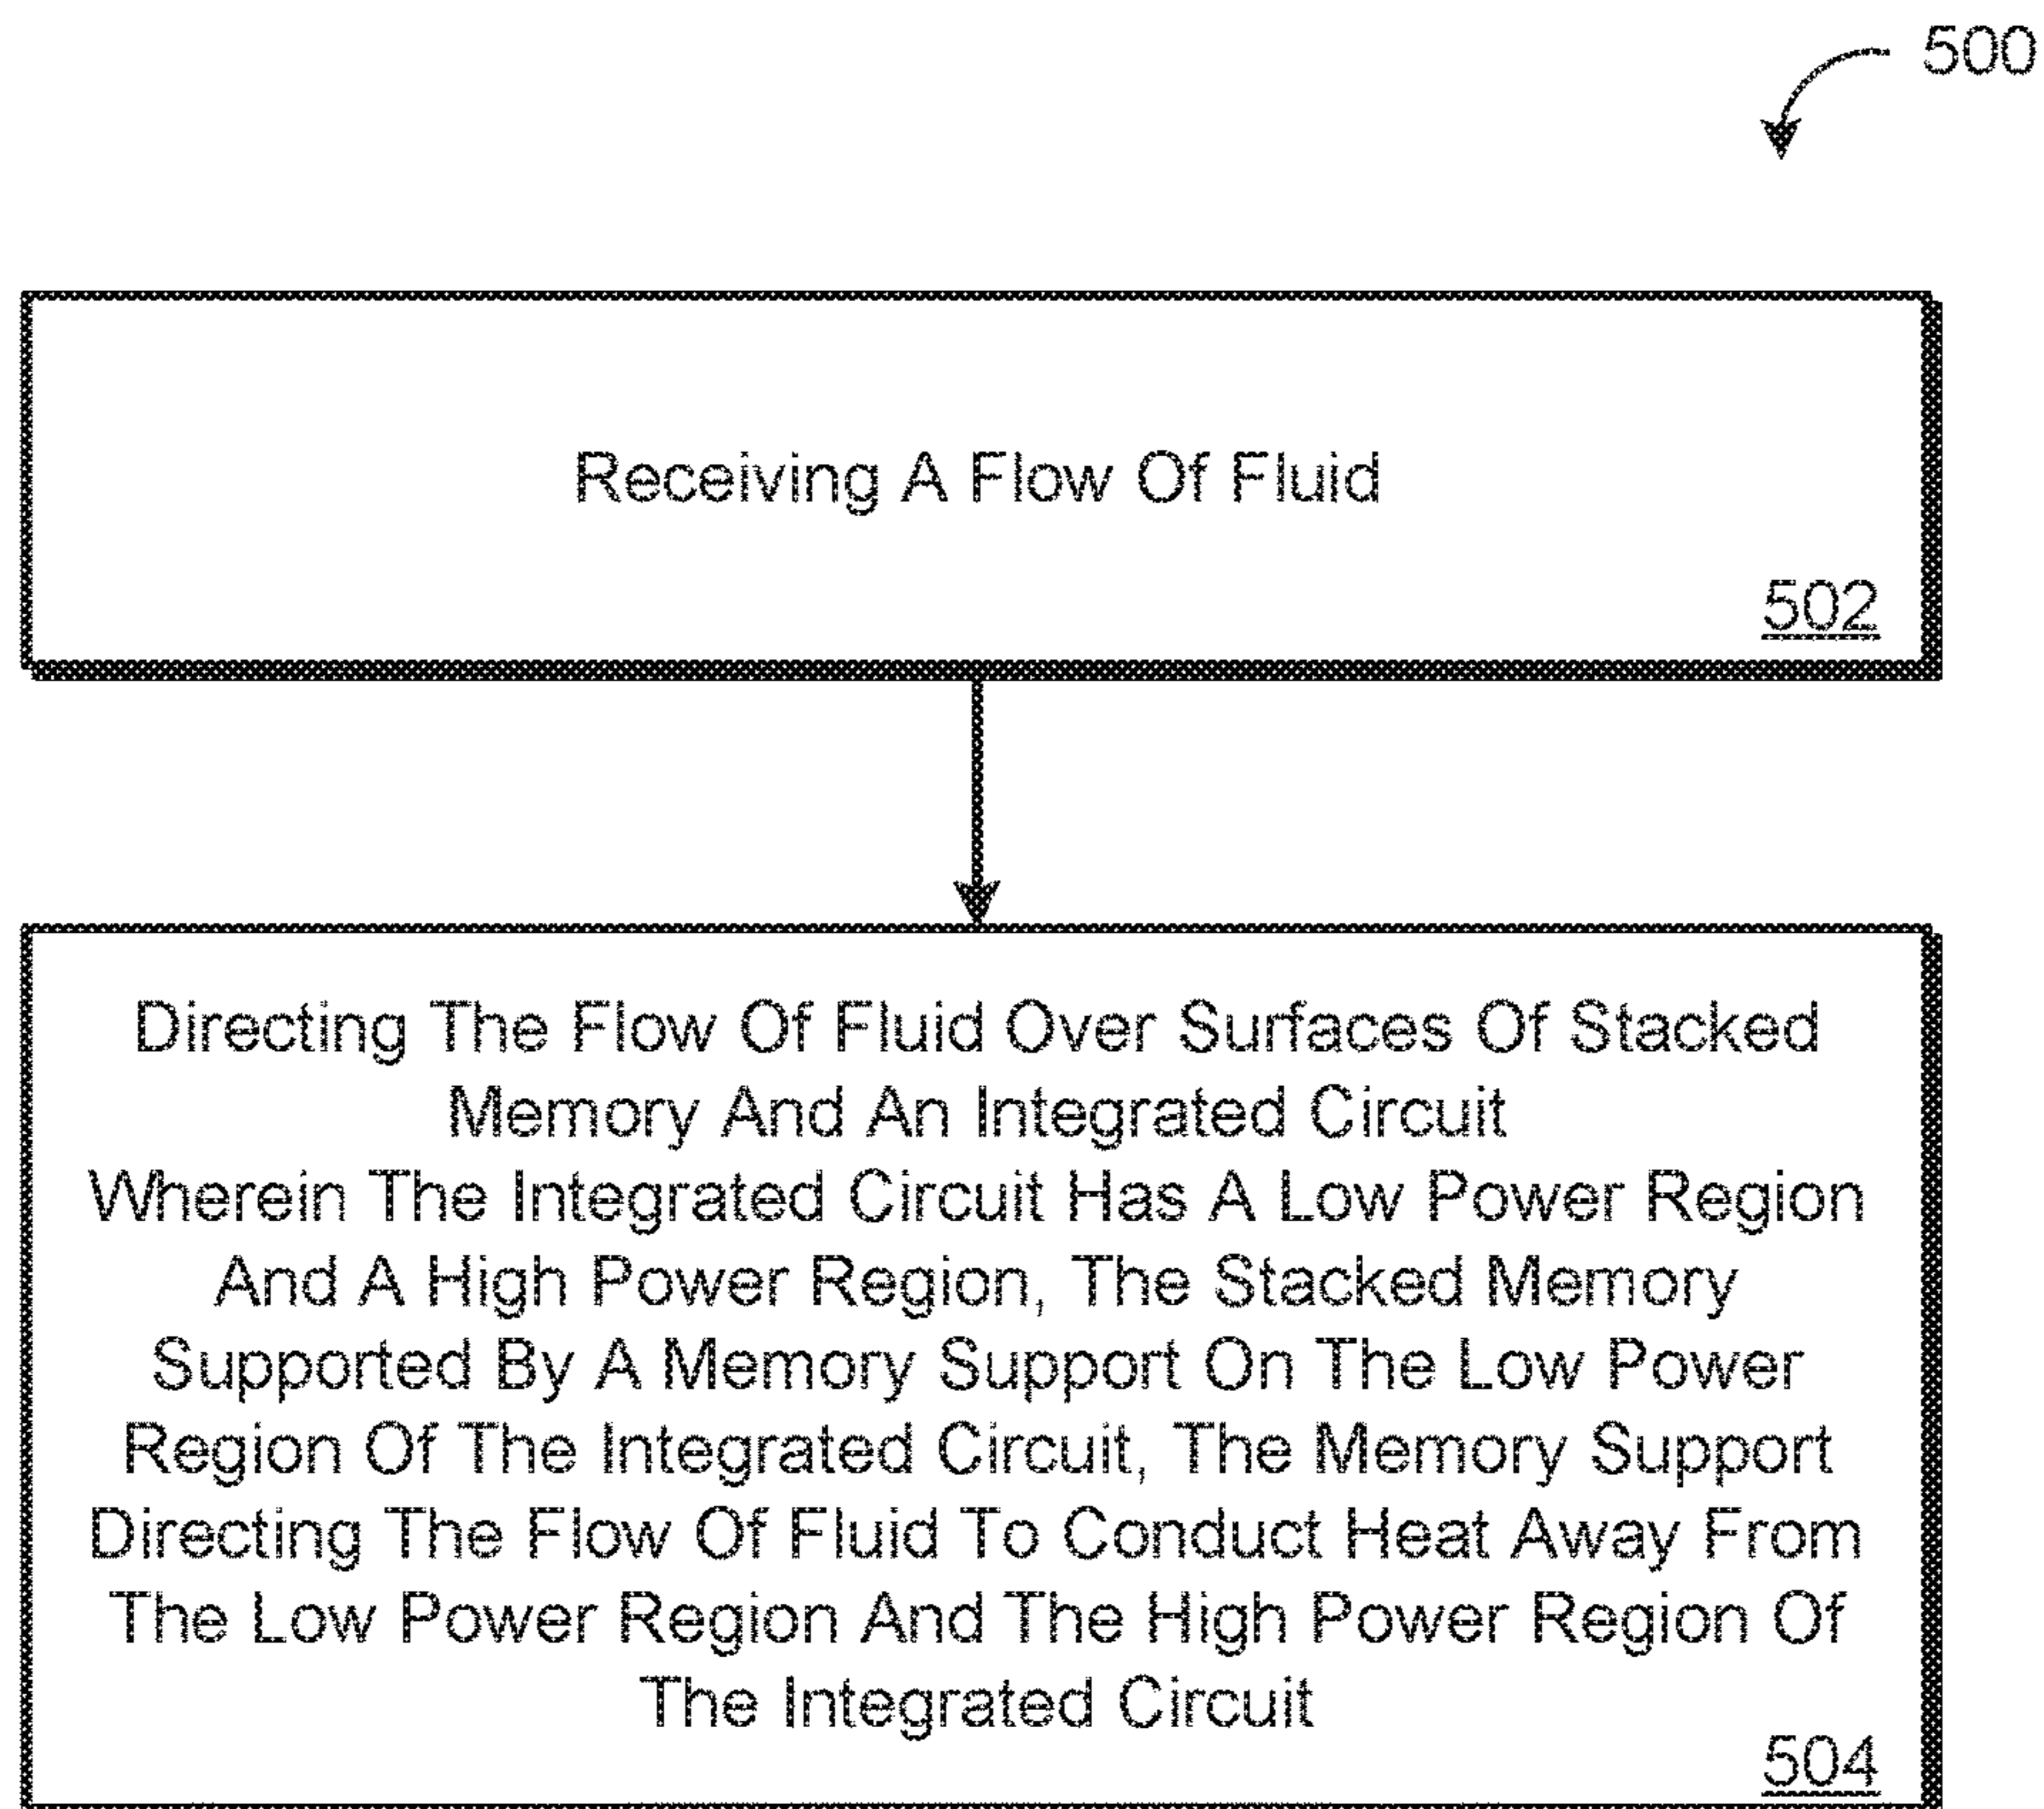 500
Receiving A Flow Of Fluid
502
Directing The Flow Of Fluid Over Surfaces Of Stacked
Memory And An Integrated Circuit
Wherein The Integrated Circuit Has A Low Power Region
And A High Power Region, The Stacked Memory
Supported By A Memory Support On The Low Power
Region Of The Integrated Circuit, The Memory Support
Directing The Flow Of Fluid To Conduct Heat Away From
The Low Power Region And The High Power Region Of
The Integrated Circuit
504